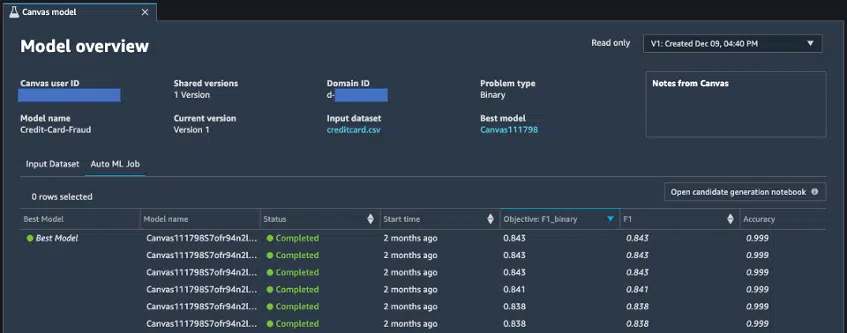 Canvas model
Model overview
Read only
V1: Created Dec 09, 04:40 PM
Canvas user ID
Shared versions
1 Version
Domain ID
d-
Problem type
Binary
Notes from Canvas
Model name
Credit-Card-Fraud
Current version
Version 1
Input dataset
creditcard.csv
Best model
Canvas111798
Input Dataset
Auto ML Job
0 rows selected
Open candidate generation notebook
Best Model Model name Status Start time Objective: F1_binary F1 Accuracy
Best Model Canvas111798S7ofr94n2l... Completed 2 months ago 0.843 0.843 0.999
Canvas111798S7ofr94n2l... Completed 2 months ago 0.843 0.843 0.999
Canvas111798S7ofr94n2l... Completed 2 months ago 0.843 0.843 0.999
Canvas111798S7ofr94n2l... Completed 2 months ago 0.841 0.841 0.999
Canvas111798S7ofr94n2l... Completed 2 months ago 0.838 0.838 0.999
Canvas111798S7ofr94n2l... Completed 2 months ago 0.838 0.838 0.999